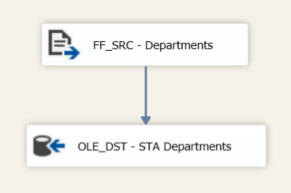 FF_SRC - Departments
OLE_DST - STA Departments